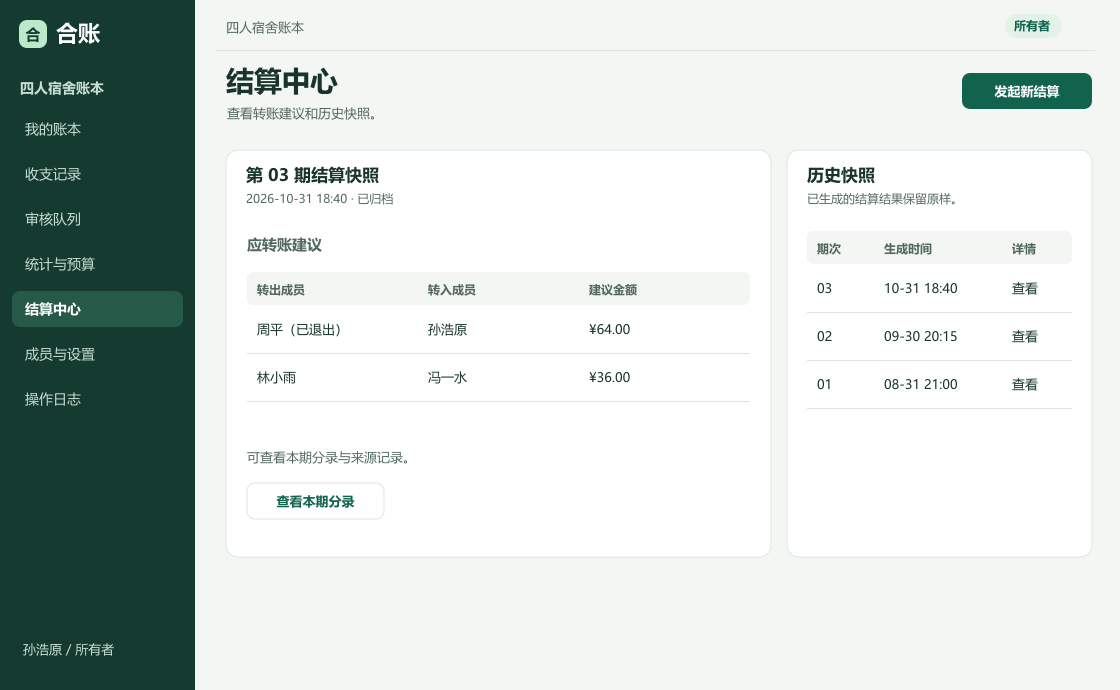 合 合账
四人宿舍账本
我的账本
收支记录
审核队列
统计与预算
结算中心
成员与设置
操作日志
孙浩原 / 所有者
四人宿舍账本
所有者
结算中心
查看转账建议和历史快照。
发起新结算
第 03 期结算快照
2026-10-31 18:40 · 已归档
应转账建议
转出成员 转入成员 建议金额
周平（已退出） 孙浩原 ¥64.00
林小雨 冯一水 ¥36.00
可查看本期分录与来源记录。
查看本期分录
历史快照
已生成的结算结果保留原样。
期次 生成时间 详情
03 10-31 18:40 查看
02 09-30 20:15 查看
01 08-31 21:00 查看